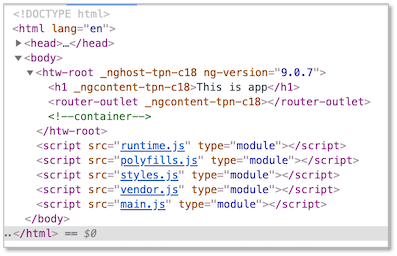 <!DOCTYPE html>
<html lang="en">
▶<head>…</head>
▼<body>
▼<htw-root _nghost-tpn-c18 ng-version="9.0.7">
<h1 _ngcontent-tpn-c18>This is app</h1>
<router-outlet _ngcontent-tpn-c18></router-outlet>
<!--container-->
</htw-root>
<script src="runtime.js" type="module"></script>
<script src="polyfills.js" type="module"></script>
<script src="styles.js" type="module"></script>
<script src="vendor.js" type="module"></script>
<script src="main.js" type="module"></script>
</body>
..</html> == $0